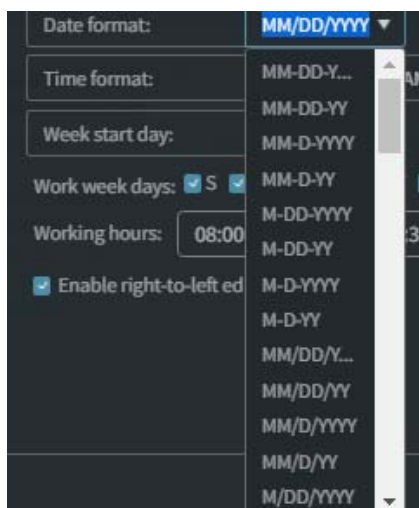 Date format: MM/DD/YYYY
MM-DD-Y...
Time format:
MM-DD-YY
MM-D-YYYY
Week start day:
MM-D-YY
Work week days: S
M-DD-YYYY
Working hours: 08:00
M-DD-YY
M-D-YYYY
Enable right-to-left ed
M-D-YY
MM/DD/Y...
MM/DD/YY
MM/D/YYYY
MM/D/YY
M/DD/YYYY